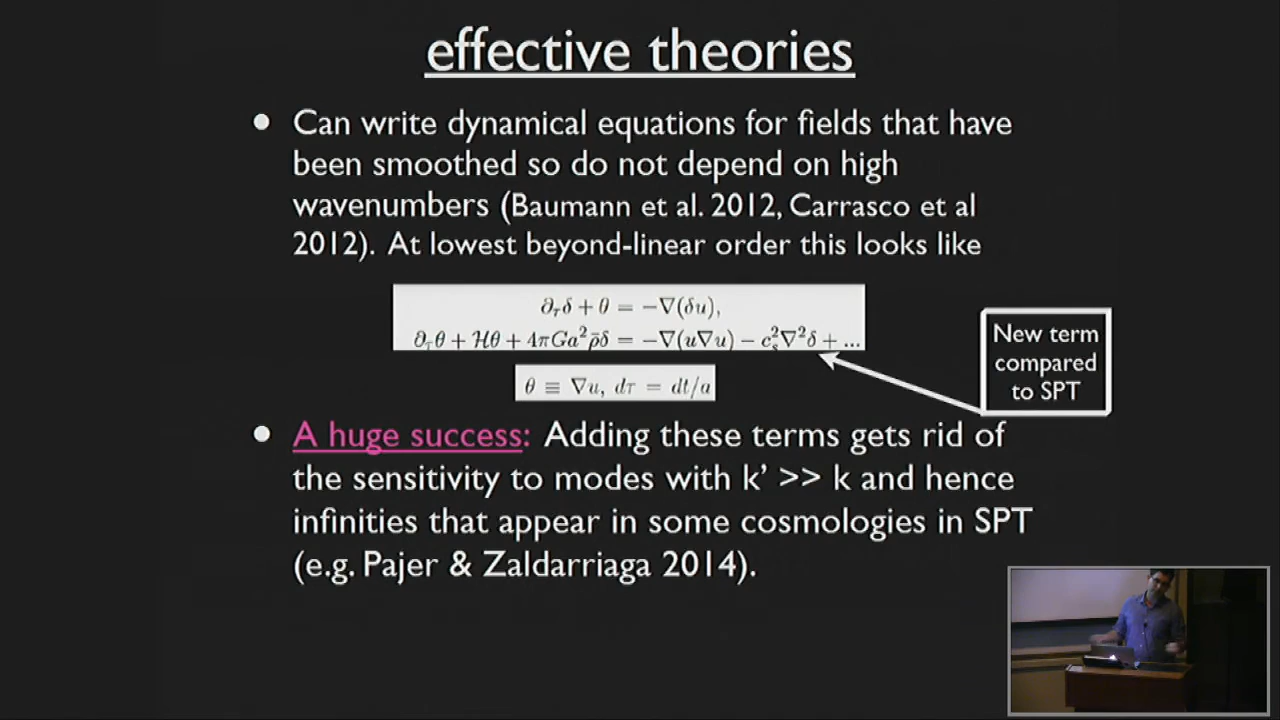 effective theories
• Can write dynamical equations for fields that have
been smoothed so do not depend on high
wavenumbers (Baumann et al. 2012, Carrasco et al
2012). At lowest beyond-linear order this looks like
∂_τ δ + θ = −∇(δu),
∂_τ θ + ℋθ + 4πGa²ρ̄δ = −∇(u∇u) − c_s²∇²δ + ...
θ ≡ ∇u, dτ = dt/a
New term
compared
to SPT
• A huge success: Adding these terms gets rid of
the sensitivity to modes with k’ >> k and hence
infinities that appear in some cosmologies in SPT
(e.g. Pajer & Zaldarriaga 2014).